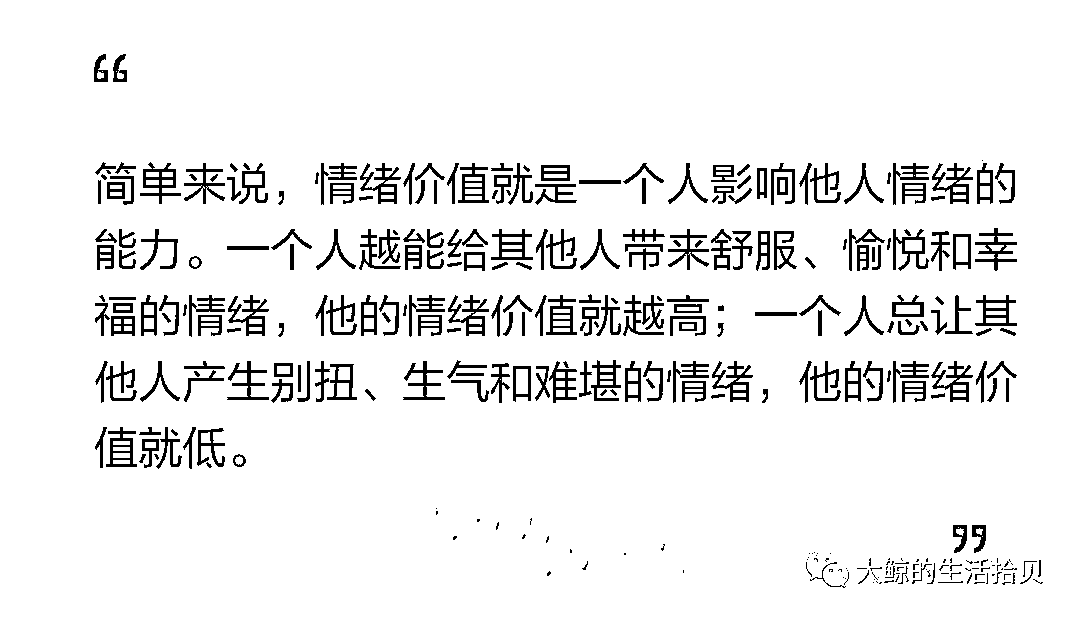 “
简单来说，情绪价值就是一个人影响他人情绪的
能力。一个人越能给其他人带来舒服、愉悦和幸
福的情绪，他的情绪价值就越高；一个人总让其
他人产生别扭、生气和难堪的情绪，他的情绪价
值就低。
”
大鲸的生活拾贝